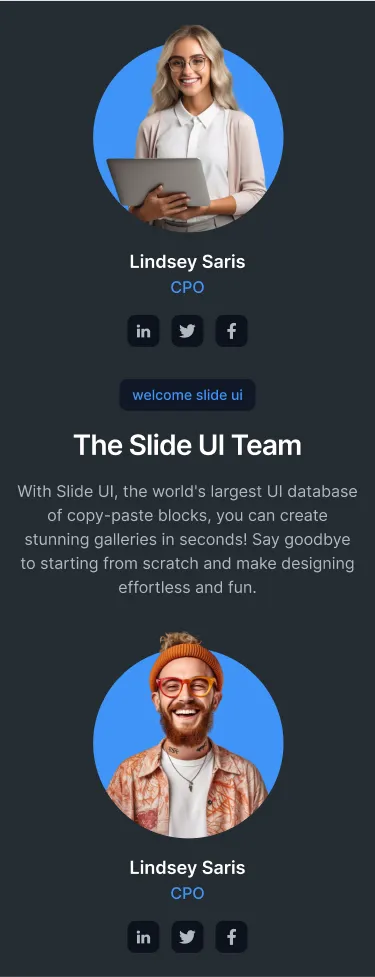 Lindsey Saris
CPO
in
welcome slide ui
The Slide UI Team
With Slide UI, the world's largest UI database
of copy-paste blocks, you can create
stunning galleries in seconds! Say goodbye
to starting from scratch and make designing
effortless and fun.
Lindsey Saris
CPO
in